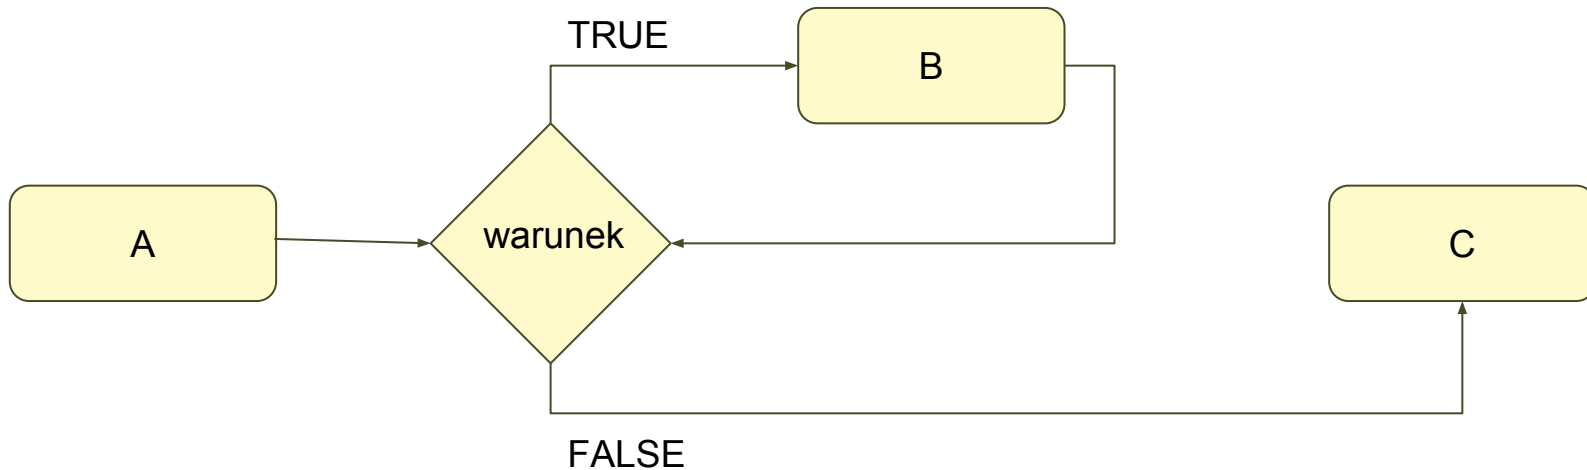 TRUE
B
A
warunek
C
FALSE